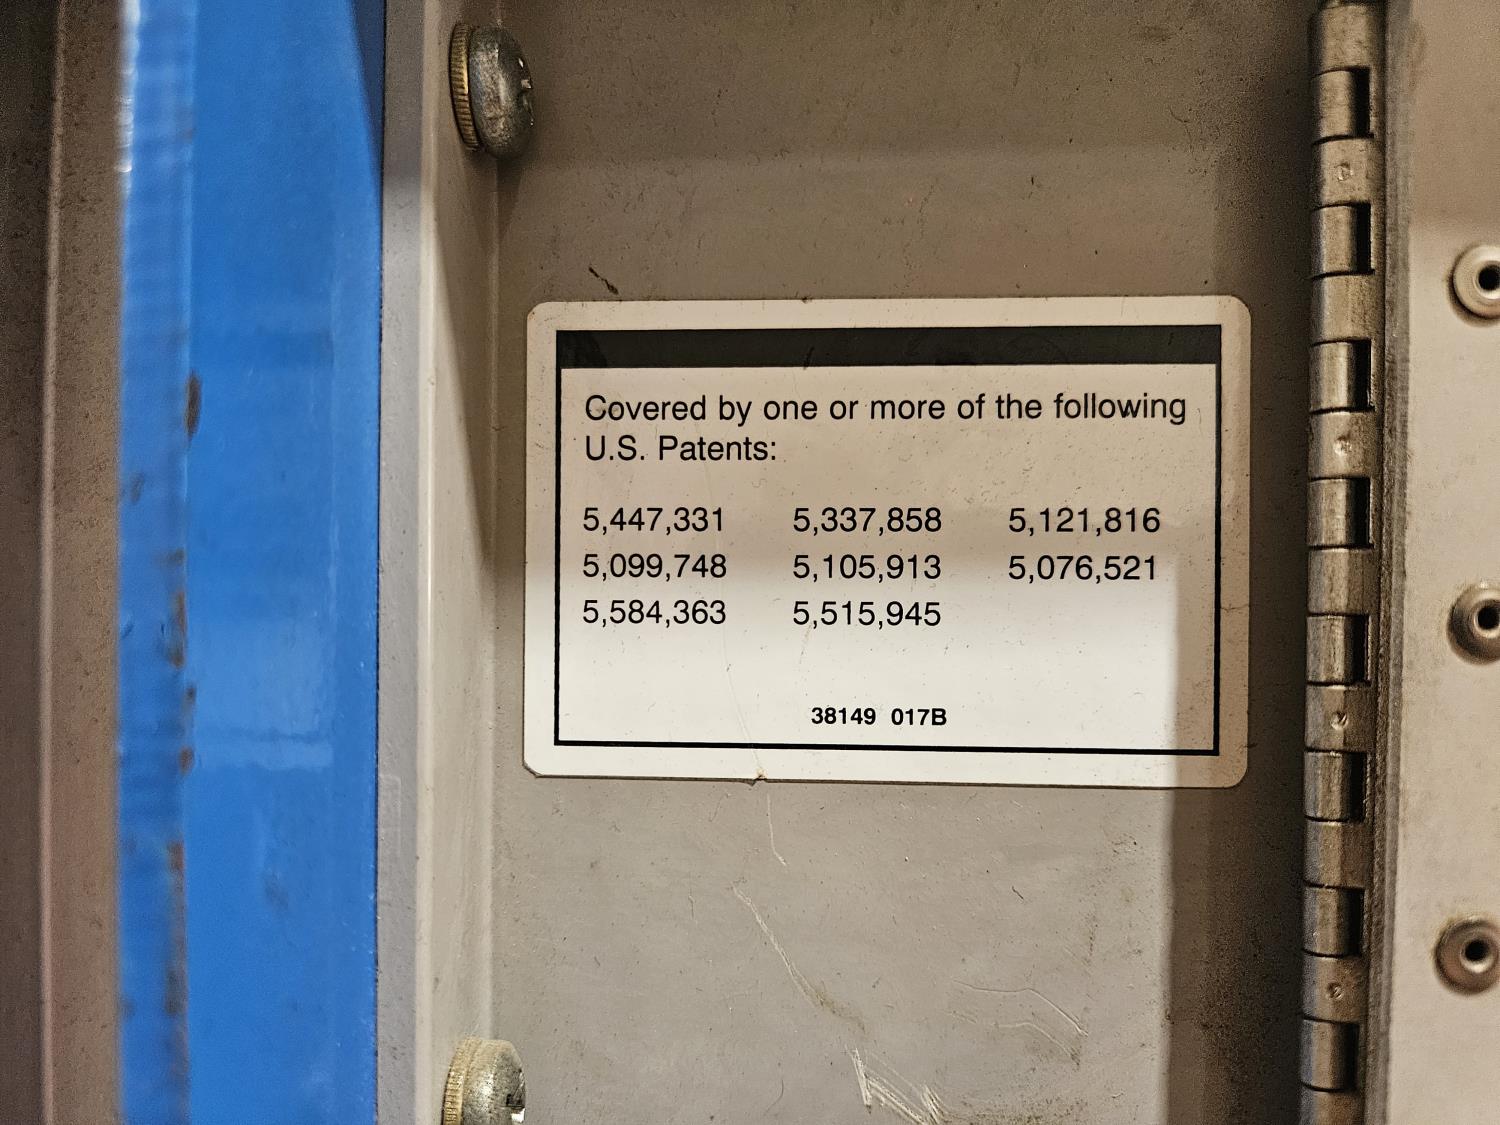 Covered by one or more of the following
U.S. Patents:
5,447,331 5,337,858 5,121,816
5,099,748 5,105,913 5,076,521
5,584,363 5,515,945
38149 017B